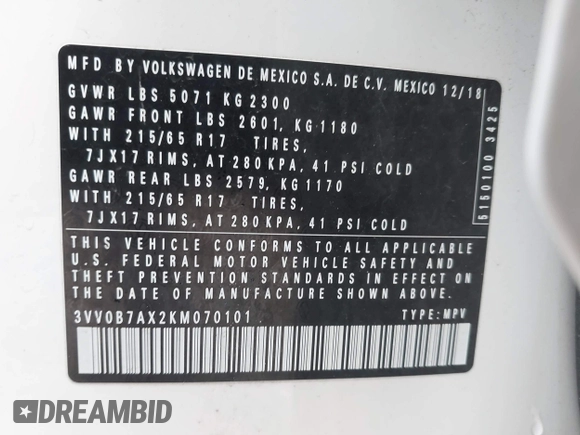 MFD BY VOLKSWAGEN DE MEXICO S.A. DE C.V. MEXICO 12/18
GVWR LBS 5071 KG 2300
GAWR FRONT LBS 2601, KG 1180
WITH 215/65 R17 TIRES,
7JX17 RIMS, AT 280 KPA, 41 PSI COLD
GAWR REAR LBS 2579, KG 1170
WITH 215/65 R17 TIRES,
7JX17 RIMS, AT 280 KPA, 41 PSI COLD
THIS VEHICLE CONFORMS TO ALL APPLICABLE
U.S. FEDERAL MOTOR VEHICLE SAFETY AND
THEFT PREVENTION STANDARDS IN EFFECT ON
THE DATE OF MANUFACTURE SHOWN ABOVE.
3VV0B7AX2KM070101 TYPE: MPV
5150100 3425
DREAMBID